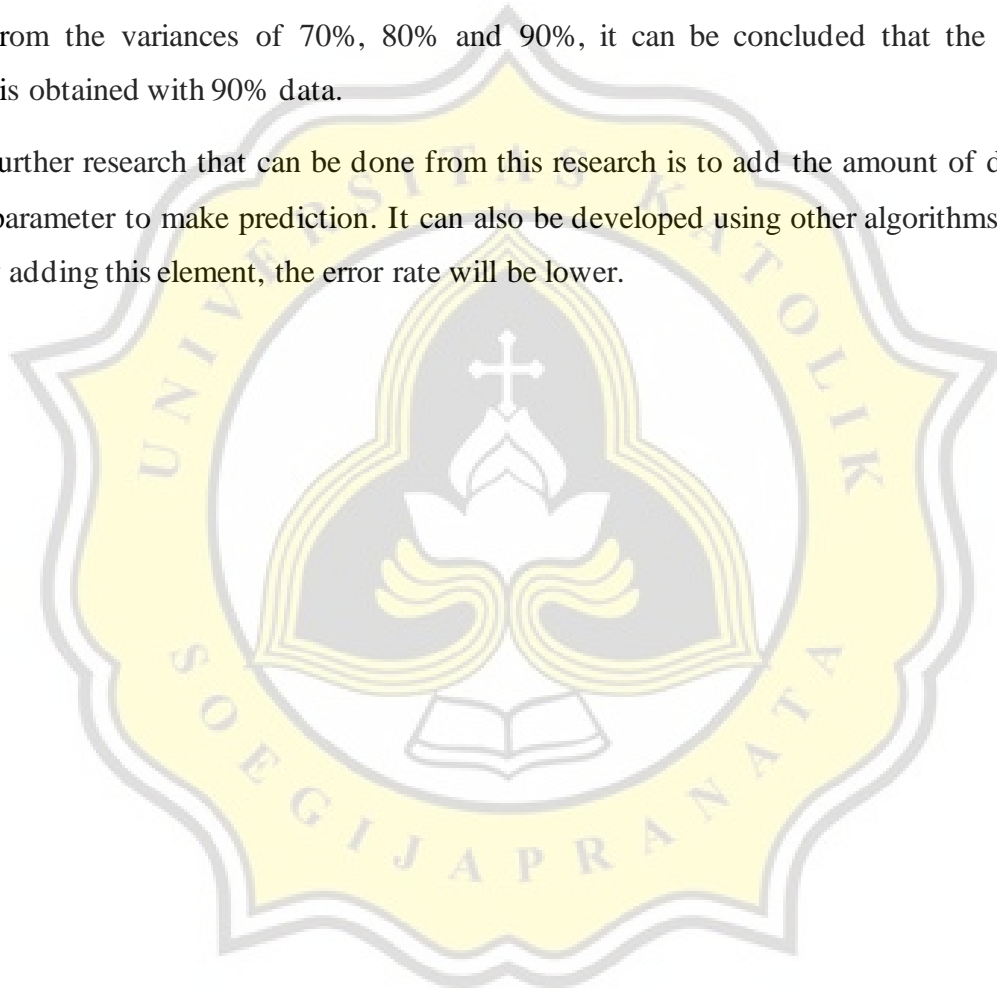 rom the variances of 70%, 80% and 90%, it can be concluded that the
is obtained with 90% data.
urther research that can be done from this research is to add the amount of d
parameter to make prediction. It can also be developed using other algorithms
adding this element, the error rate will be lower.
UNIVERSITAS KATOLIK
SOEGIJAPRANATA